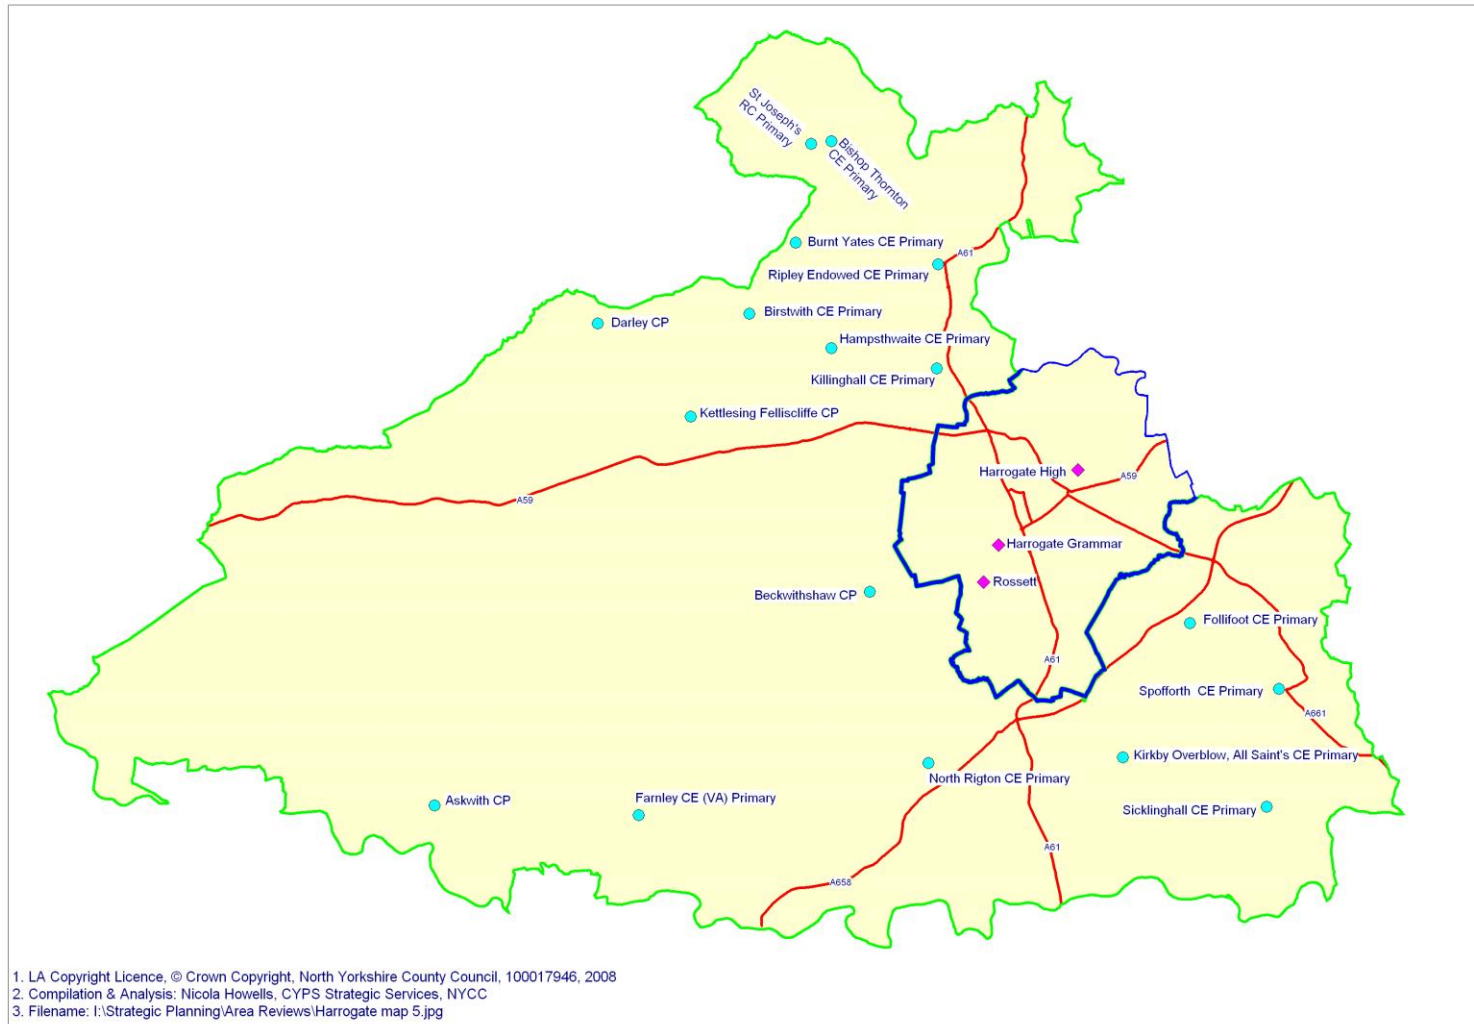 St Joseph's
RC Primary
Bishop Thornton
CE Primary
Burnt Yates CE Primary
A61
Ripley Endowed CE Primary
Birstwith CE Primary
Darley CP
Hampsthwaite CE Primary
Killinghall CE Primary
Kettlesing Felliscliffe CP
Harrogate High
A59
A59
Harrogate Grammar
Rossett
Beckwithshaw CP
Follifoot CE Primary
A61
Spofforth CE Primary
A661
Kirkby Overblow, All Saint's CE Primary
North Rigton CE Primary
Askwith CP
Farnley CE (VA) Primary
Sicklinghall CE Primary
A61
A658
1. LA Copyright Licence, © Crown Copyright, North Yorkshire County Council, 100017946, 2008
2. Compilation & Analysis: Nicola Howells, CYPS Strategic Services, NYCC
3. Filename: I:\Strategic Planning\Area Reviews\Harrogate map 5.jpg